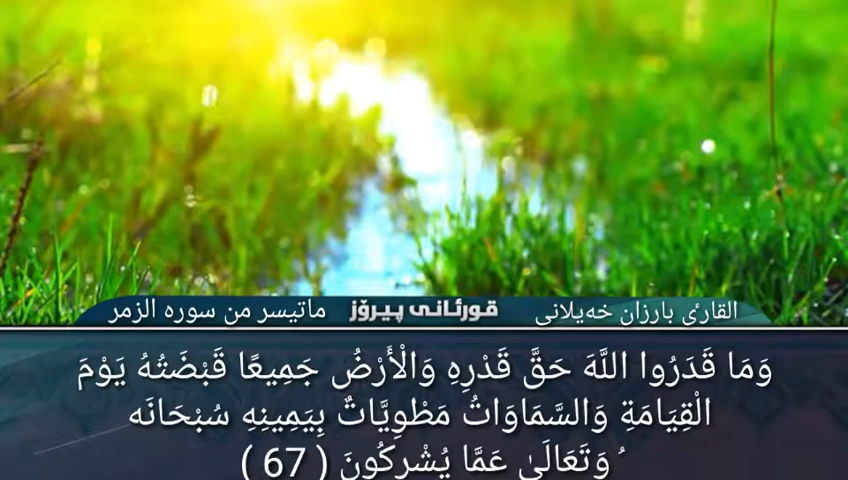 القارئ بارزان خەیلانی قورئانی پیرۆز ماتیسر من سوره الزمر
وَمَا قَدَرُوا اللَّهَ حَقَّ قَدْرِهِ وَالْأَرْضُ جَمِيعًا قَبْضَتُهُ يَوْمَ
الْقِيَامَةِ وَالسَّمَاوَاتُ مَطْوِيَّاتٌ بِيَمِينِهِ سُبْحَانَه
ُ وَتَعَالَىٰ عَمَّا يُشْرِكُونَ ( 67 )